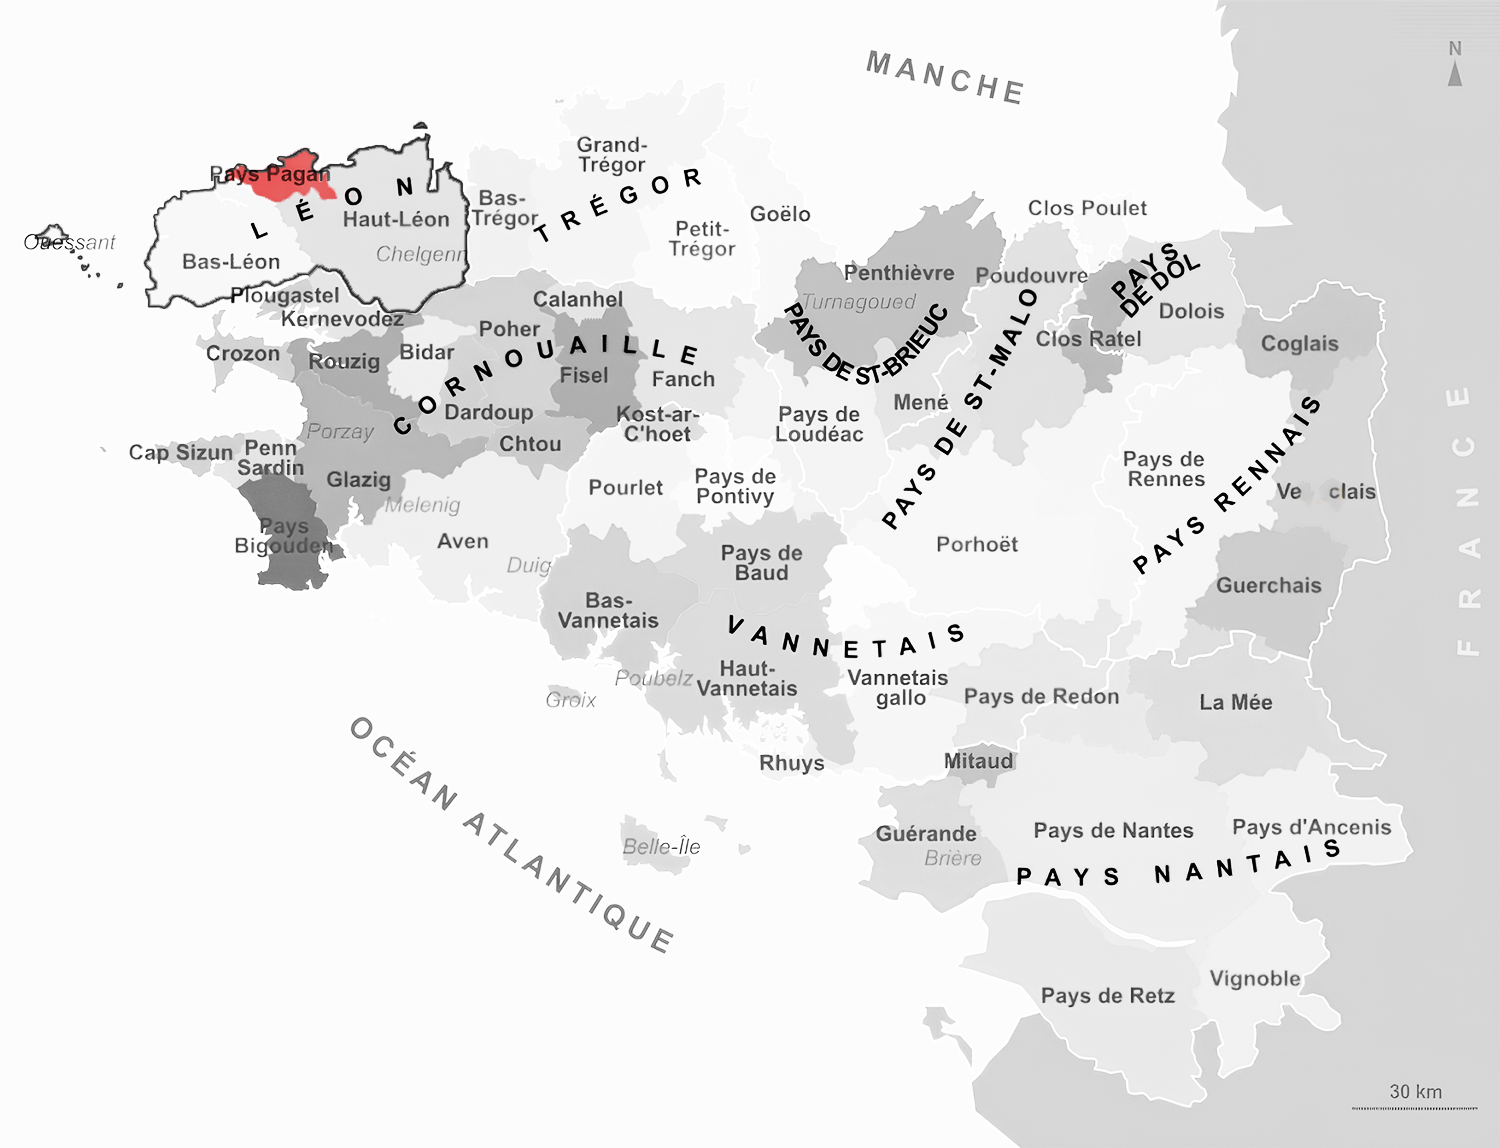 MANCHE
N
Grand-
Trégor
Pays Pagan
TRÉGOR
LÉON
Bas-
Trégor
Haut-Léon
Goëlo
Clos Poulet
Petit-
Trégor
Ouessant
Chelgenn
Bas-Léon
PAYS
DE DOL
Penthièvre
Poudouvre
Plougastel
Calanhel
Turnagoued
Dolois
Kernevodez
Poher
PAYS DE ST-BRIEUC
PAYS DE ST-MALO
Clos Ratel
Coglais
Crozon
Rouzig
Bidar
CORNOUAILLE
Fisel
Fanch
Mené
Dardoup
Kost-ar-
C'hoet
Pays de
Loudéac
FRANCE
Porzay
Chtou
Cap Sizun
Penn
Sardin
Glazig
Pays de
Rennes
PAYS RENNAIS
Pourlet
Pays de
Pontivy
Ve clais
Melenig
Pays
Bigouden
Aven
Porhoët
Duig
Pays de
Baud
Guerchais
Bas-
Vannetais
VANNETAIS
Poubelz
Haut-
Vannetais
Vannetais
gallo
Groix
Pays de Redon
La Mée
OCÉAN ATLANTIQUE
Rhuys
Mitaud
Belle-Île
Guérande
Brière
Pays de Nantes
Pays d'Ancenis
PAYS NANTAIS
Vignoble
Pays de Retz
30 km